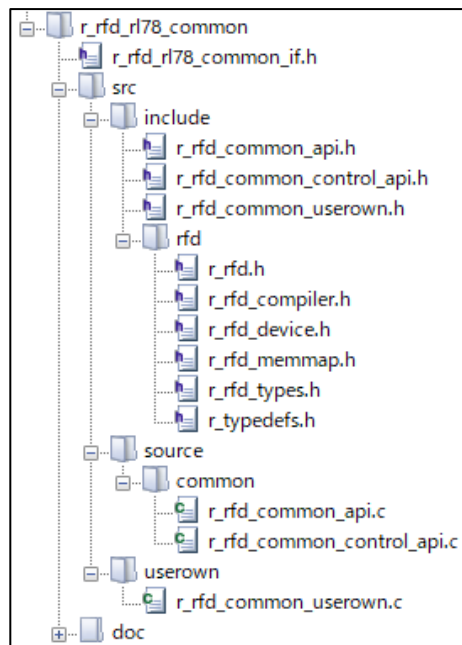 r_rfd_rl78_common
r_rfd_rl78_common_if.h
src
include
r_rfd_common_api.h
r_rfd_common_control_api.h
r_rfd_common_userown.h
rfd
r_rfd.h
r_rfd_compiler.h
r_rfd_device.h
r_rfd_memmap.h
r_rfd_types.h
r_typedefs.h
source
common
r_rfd_common_api.c
r_rfd_common_control_api.c
userown
r_rfd_common_userown.c
doc